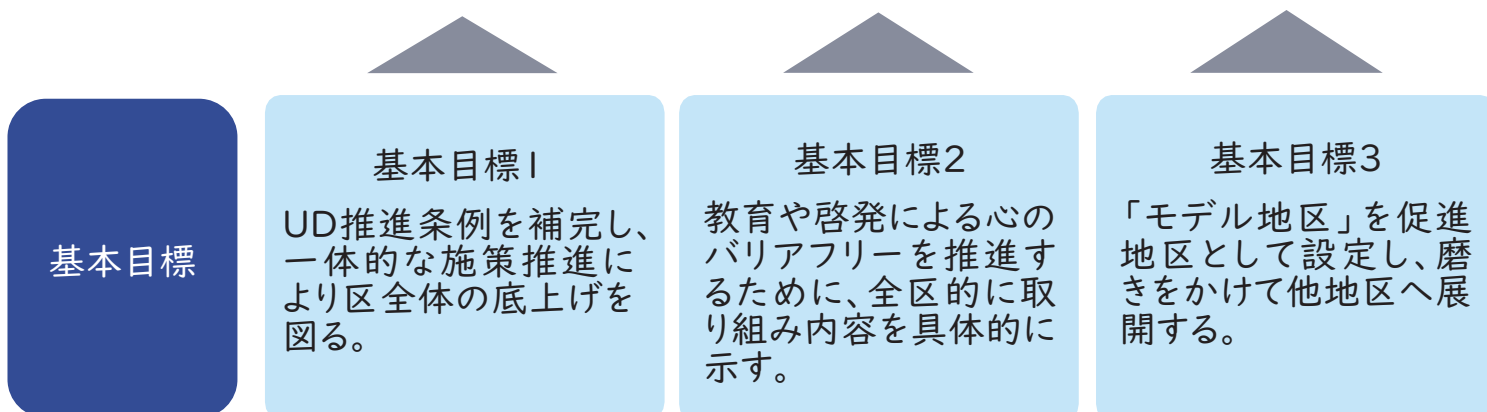 基本目標
基本目標1
UD推進条例を補完し、
一体的な施策推進に
より区全体の底上げを
図る。
基本目標2
教育や啓発による心の
バリアフリーを推進す
るために、全区的に取
り組み内容を具体的に
示す。
基本目標3
「モデル地区」を促進
地区として設定し、磨
きをかけて他地区へ展
開する。